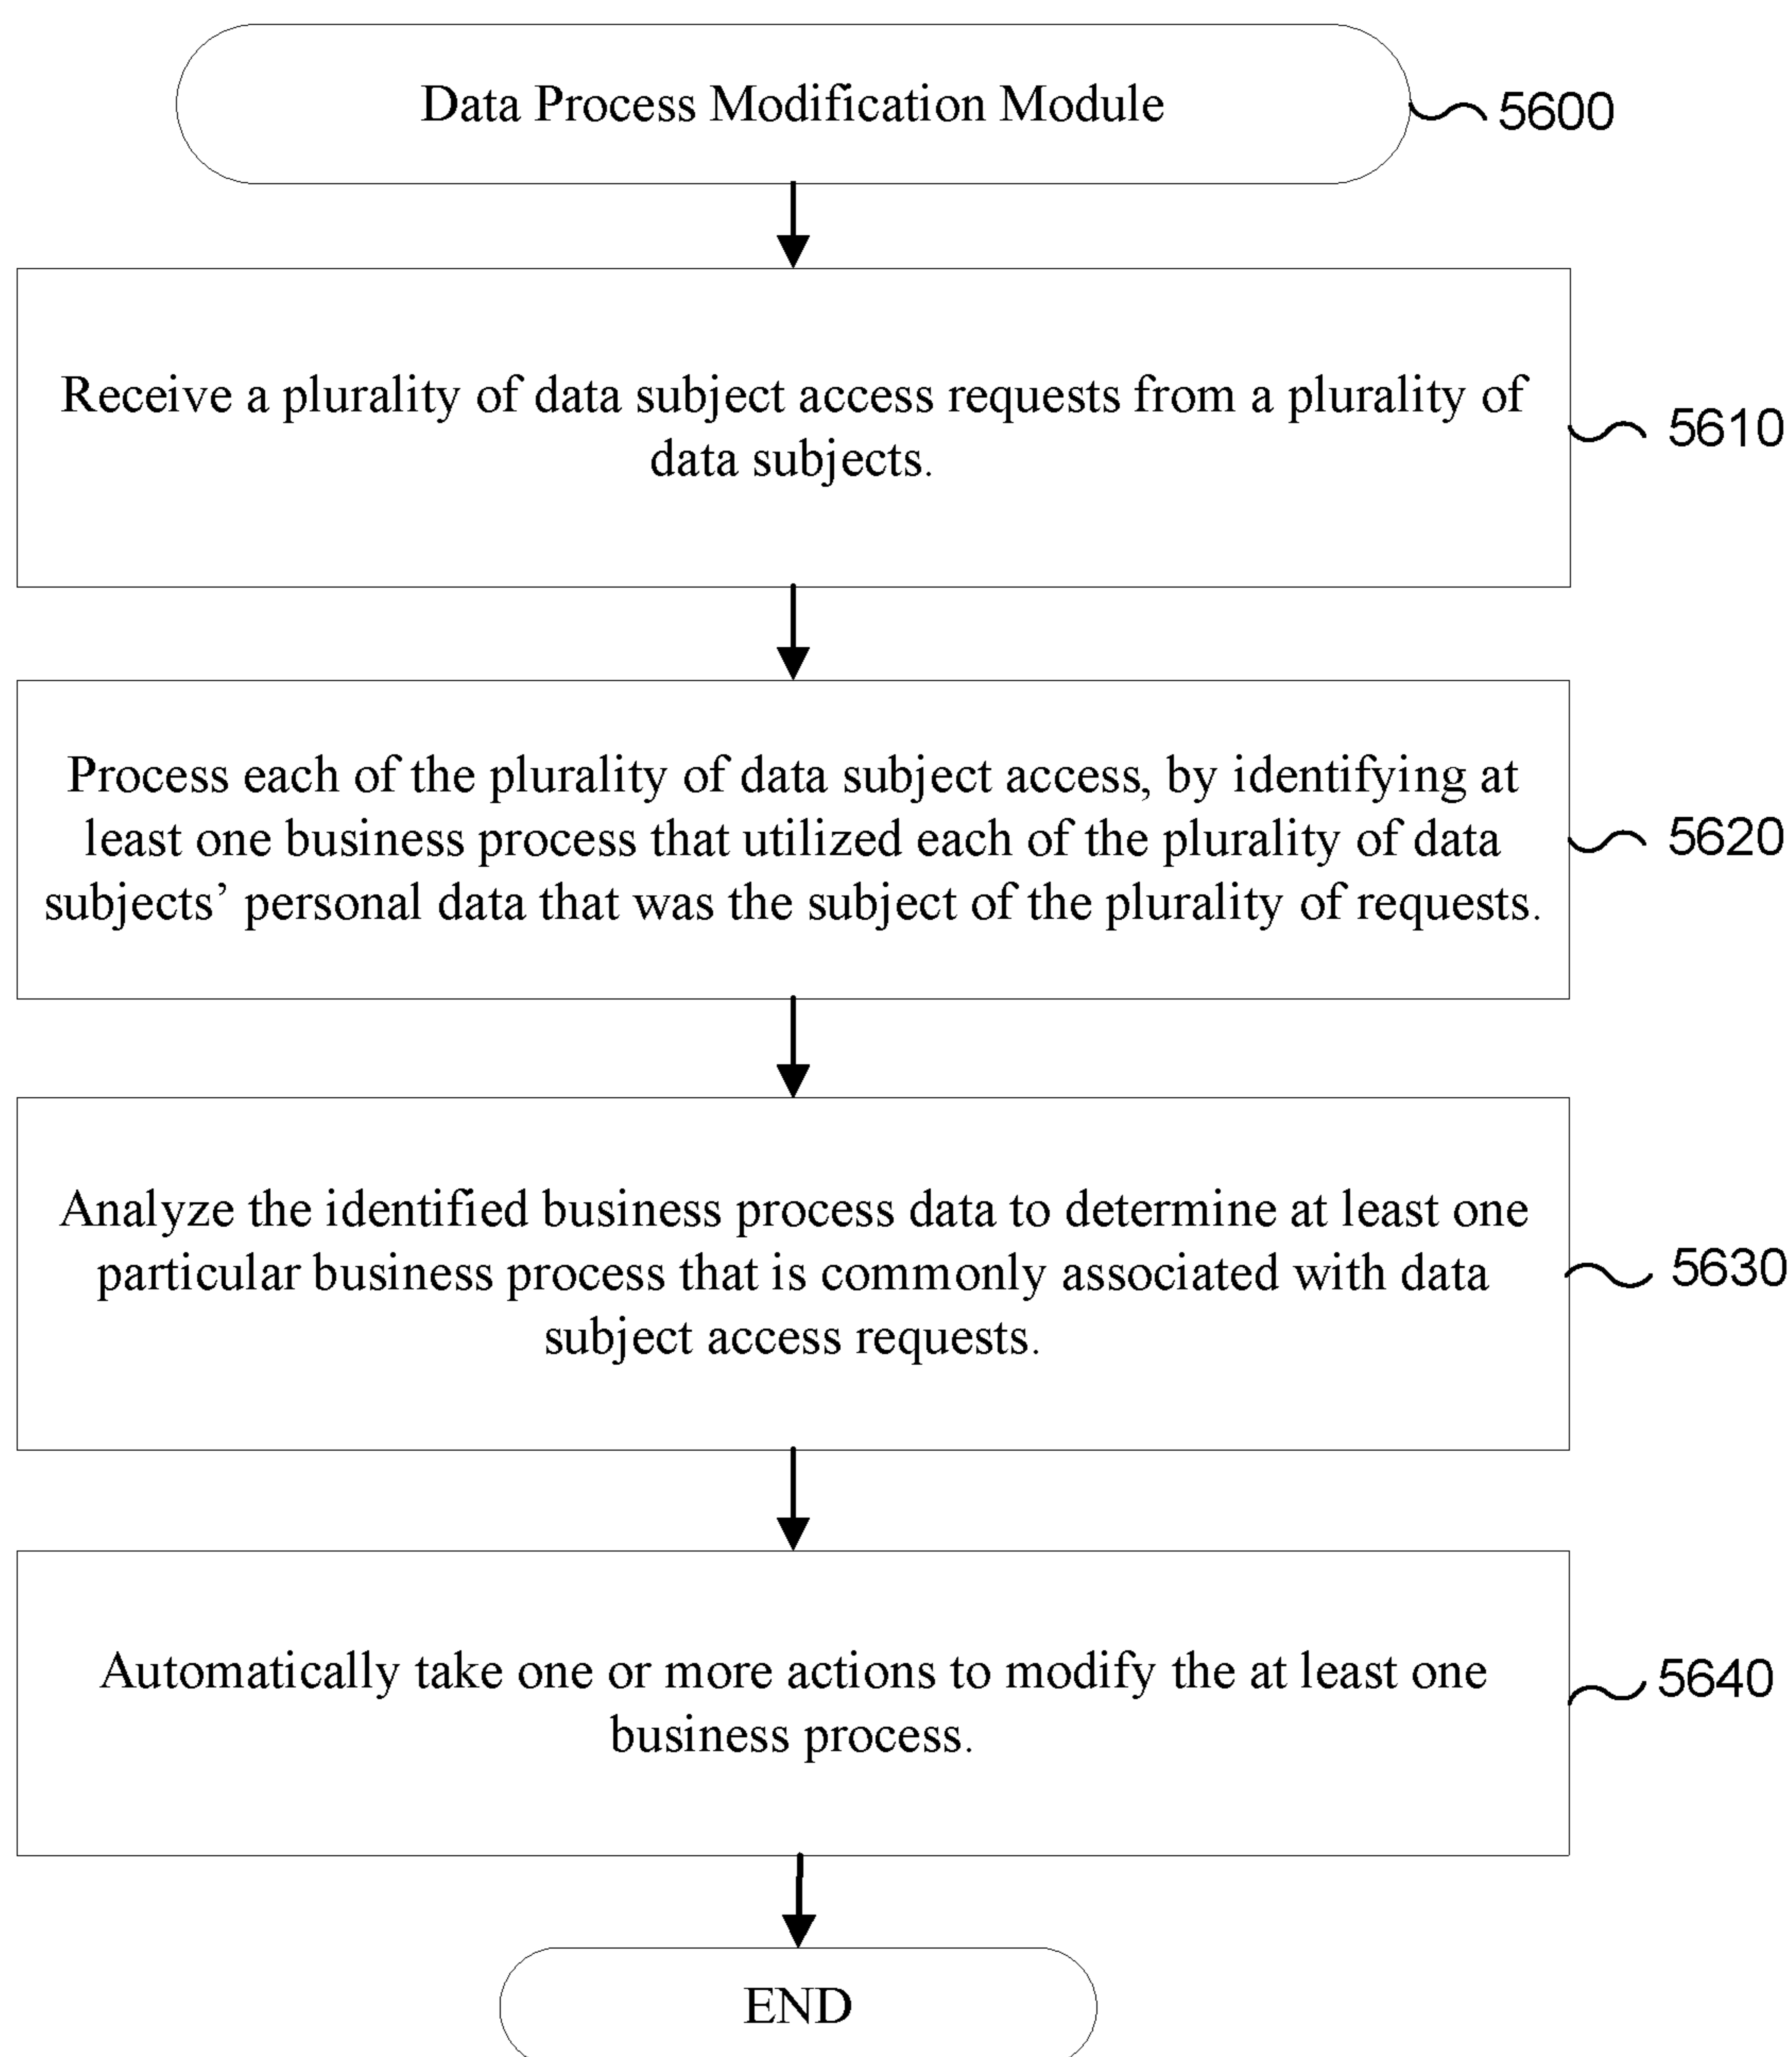 Data Process Modification Module
5600
Receive a plurality of data subject access requests from a plurality of
data subjects.
5610
Process each of the plurality of data subject access, by identifying at
least one business process that utilized each of the plurality of data
subjects’ personal data that was the subject of the plurality of requests.
5620
Analyze the identified business process data to determine at least one
particular business process that is commonly associated with data
subject access requests.
5630
Automatically take one or more actions to modify the at least one
business process.
5640
END